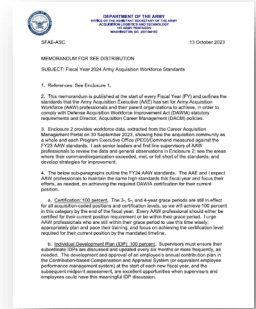 DEPARTMENT OF THE ARMY
OFFICE OF THE ASSISTANT SECRETARY OF THE ARMY
ACQUISITION LOGISTICS AND TECHNOLOGY
103 ARMY PENTAGON
WASHINGTON, DC 20310-0103
SFAE-ASC
13 October 2023
MEMORANDUM FOR SEE DISTRIBUTION
SUBJECT: Fiscal Year 2024 Army Acquisition Workforce Standards
1. References: See Enclosure 1.
2. This memorandum is published at the start of every Fiscal Year (FY) and outlines the
standards that the Army Acquisition Executive (AAE) has set for Army Acquisition
Workforce (AAW) professionals and their parent organizations to achieve, in order to
comply with Defense Acquisition Workforce Improvement Act (DAWIA) statutory
requirements and Director, Acquisition Career Management (DACM) policies.
3. Enclosure 2 provides workforce data, extracted from the Career Acquisition
Management Portal on 30 September 2023, showing how the acquisition community as
a whole and each Program Executive Office (PEO)/Command measured against the
FY23 AAW standards. I ask senior leaders and first line supervisors of AAW
professionals to review the data and general observations in Enclosure 2; see the areas
where their command/organization exceeded, met, or fell short of the standards; and
develop strategies for improvement.
4. The below sub-paragraphs outline the FY24 AAW standards. The AAE and I expect
AAW professionals to maintain the same high standards this fiscal year and focus their
efforts, as needed, on acquiring the required DAWIA certification for their current
position.
a. Certification: 100 percent. The 3-, 5-, and 4-year grace periods are still in effect
for all acquisition-coded positions and certification levels, so we will achieve 100 percent
in this category by the end of the fiscal year. Every AAW professional should either be
certified for their current position requirement or be within their grace period. I urge
AAW professionals who are still within their grace period to use this time wisely,
appropriately plan and pace their training, and focus on achieving the certification level
required for their current position by the mandated timeline.
b. Individual Development Plan (IDP): 100 percent. Supervisors must ensure their
subordinate IDPs are discussed and updated every six months or more frequently, as
needed. The development and approval of an employee's annual contribution plan in
the Contribution-based Compensation and Appraisal System (or equivalent employee
performance management system) at the start of each new fiscal year, and the
subsequent midpoint assessment, are excellent opportunities when supervisors and
employees could have this meaningful IDP discussion.